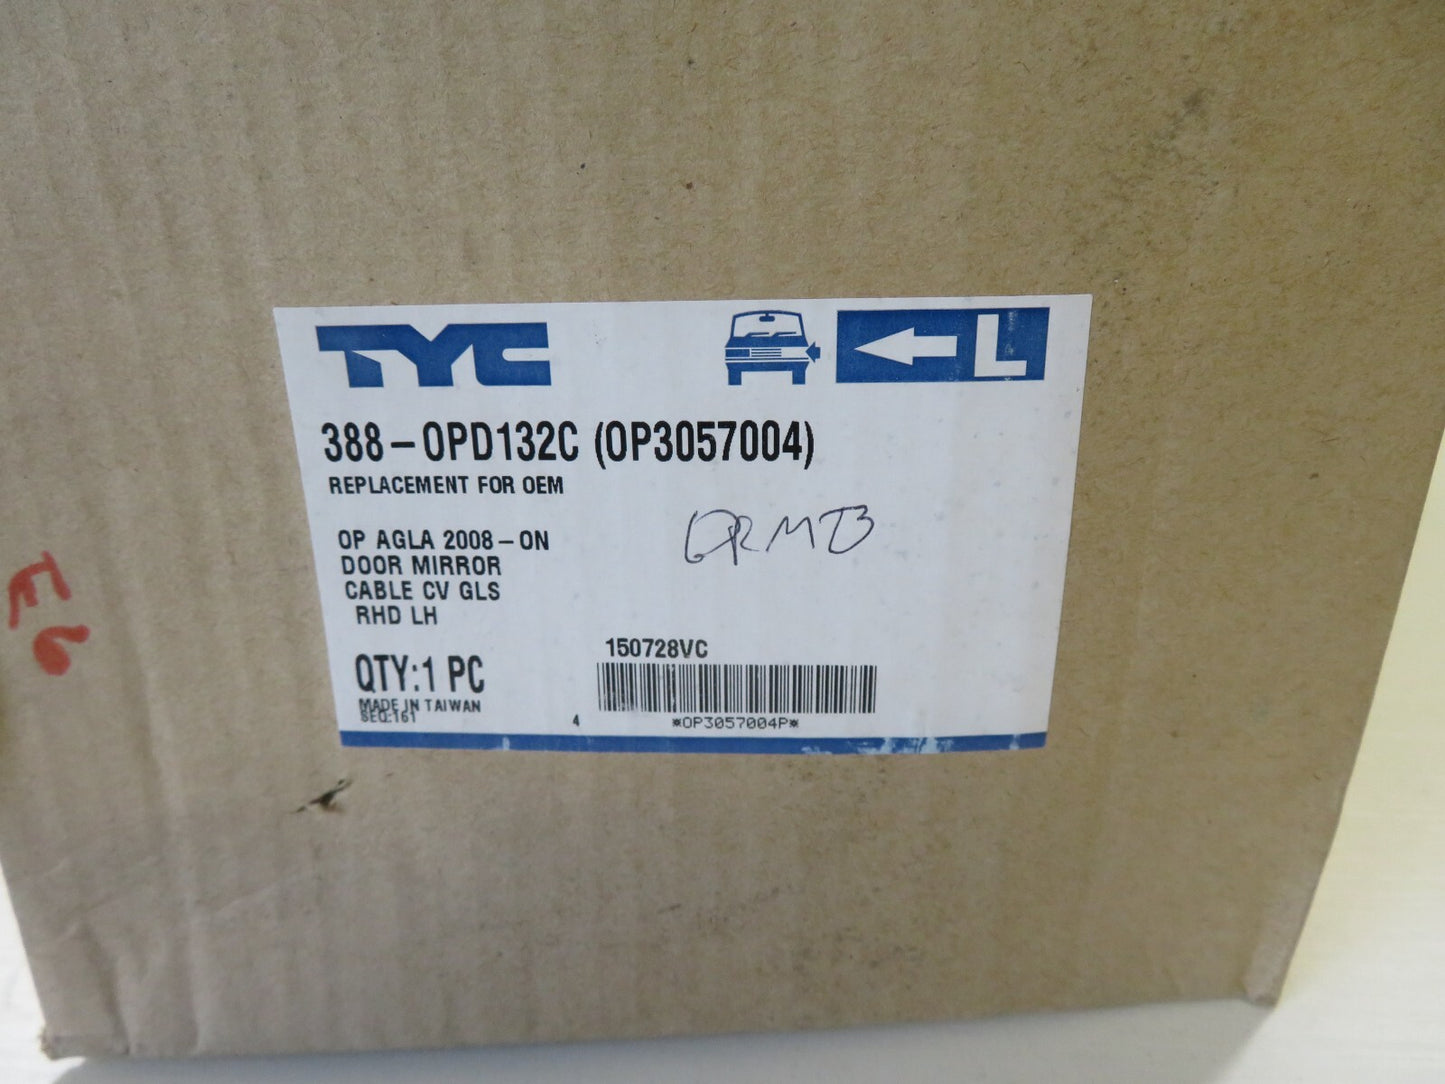 TYC
L
388-OPD132C (OP3057004)
REPLACEMENT FOR OEM
OP AGLA 2008-ON
DOOR MIRROR
CABLE CV GLS
RHD LH
150728VC
QTY:1 PC
MADE IN TAIWAN
SEQ:161
4
*OP3057004P*
E6